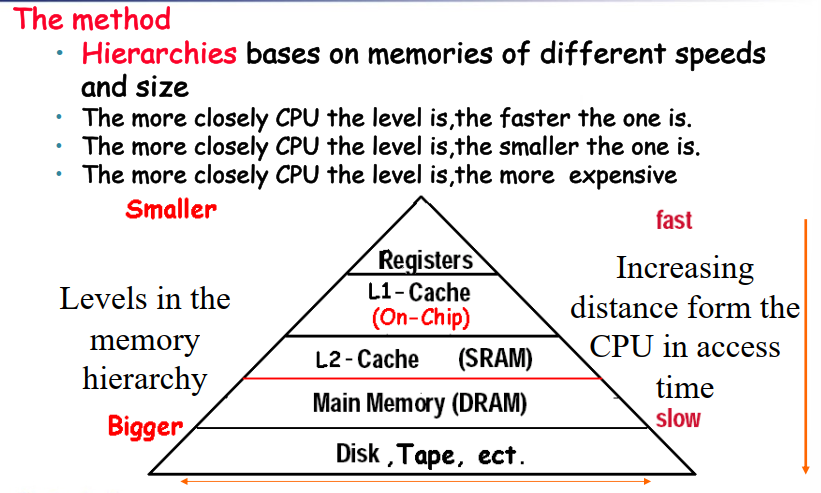 The method
• Hierarchies bases on memories of different speeds
and size
• The more closely CPU the level is,the faster the one is.
• The more closely CPU the level is,the smaller the one is.
• The more closely CPU the level is,the more expensive
Smaller
fast
Registers
L1-Cache
(On-Chip)
L2-Cache (SRAM)
Main Memory (DRAM)
Disk ,Tape, ect.
Levels in the
memory
hierarchy
Bigger
Increasing
distance form the
CPU in access
time
slow